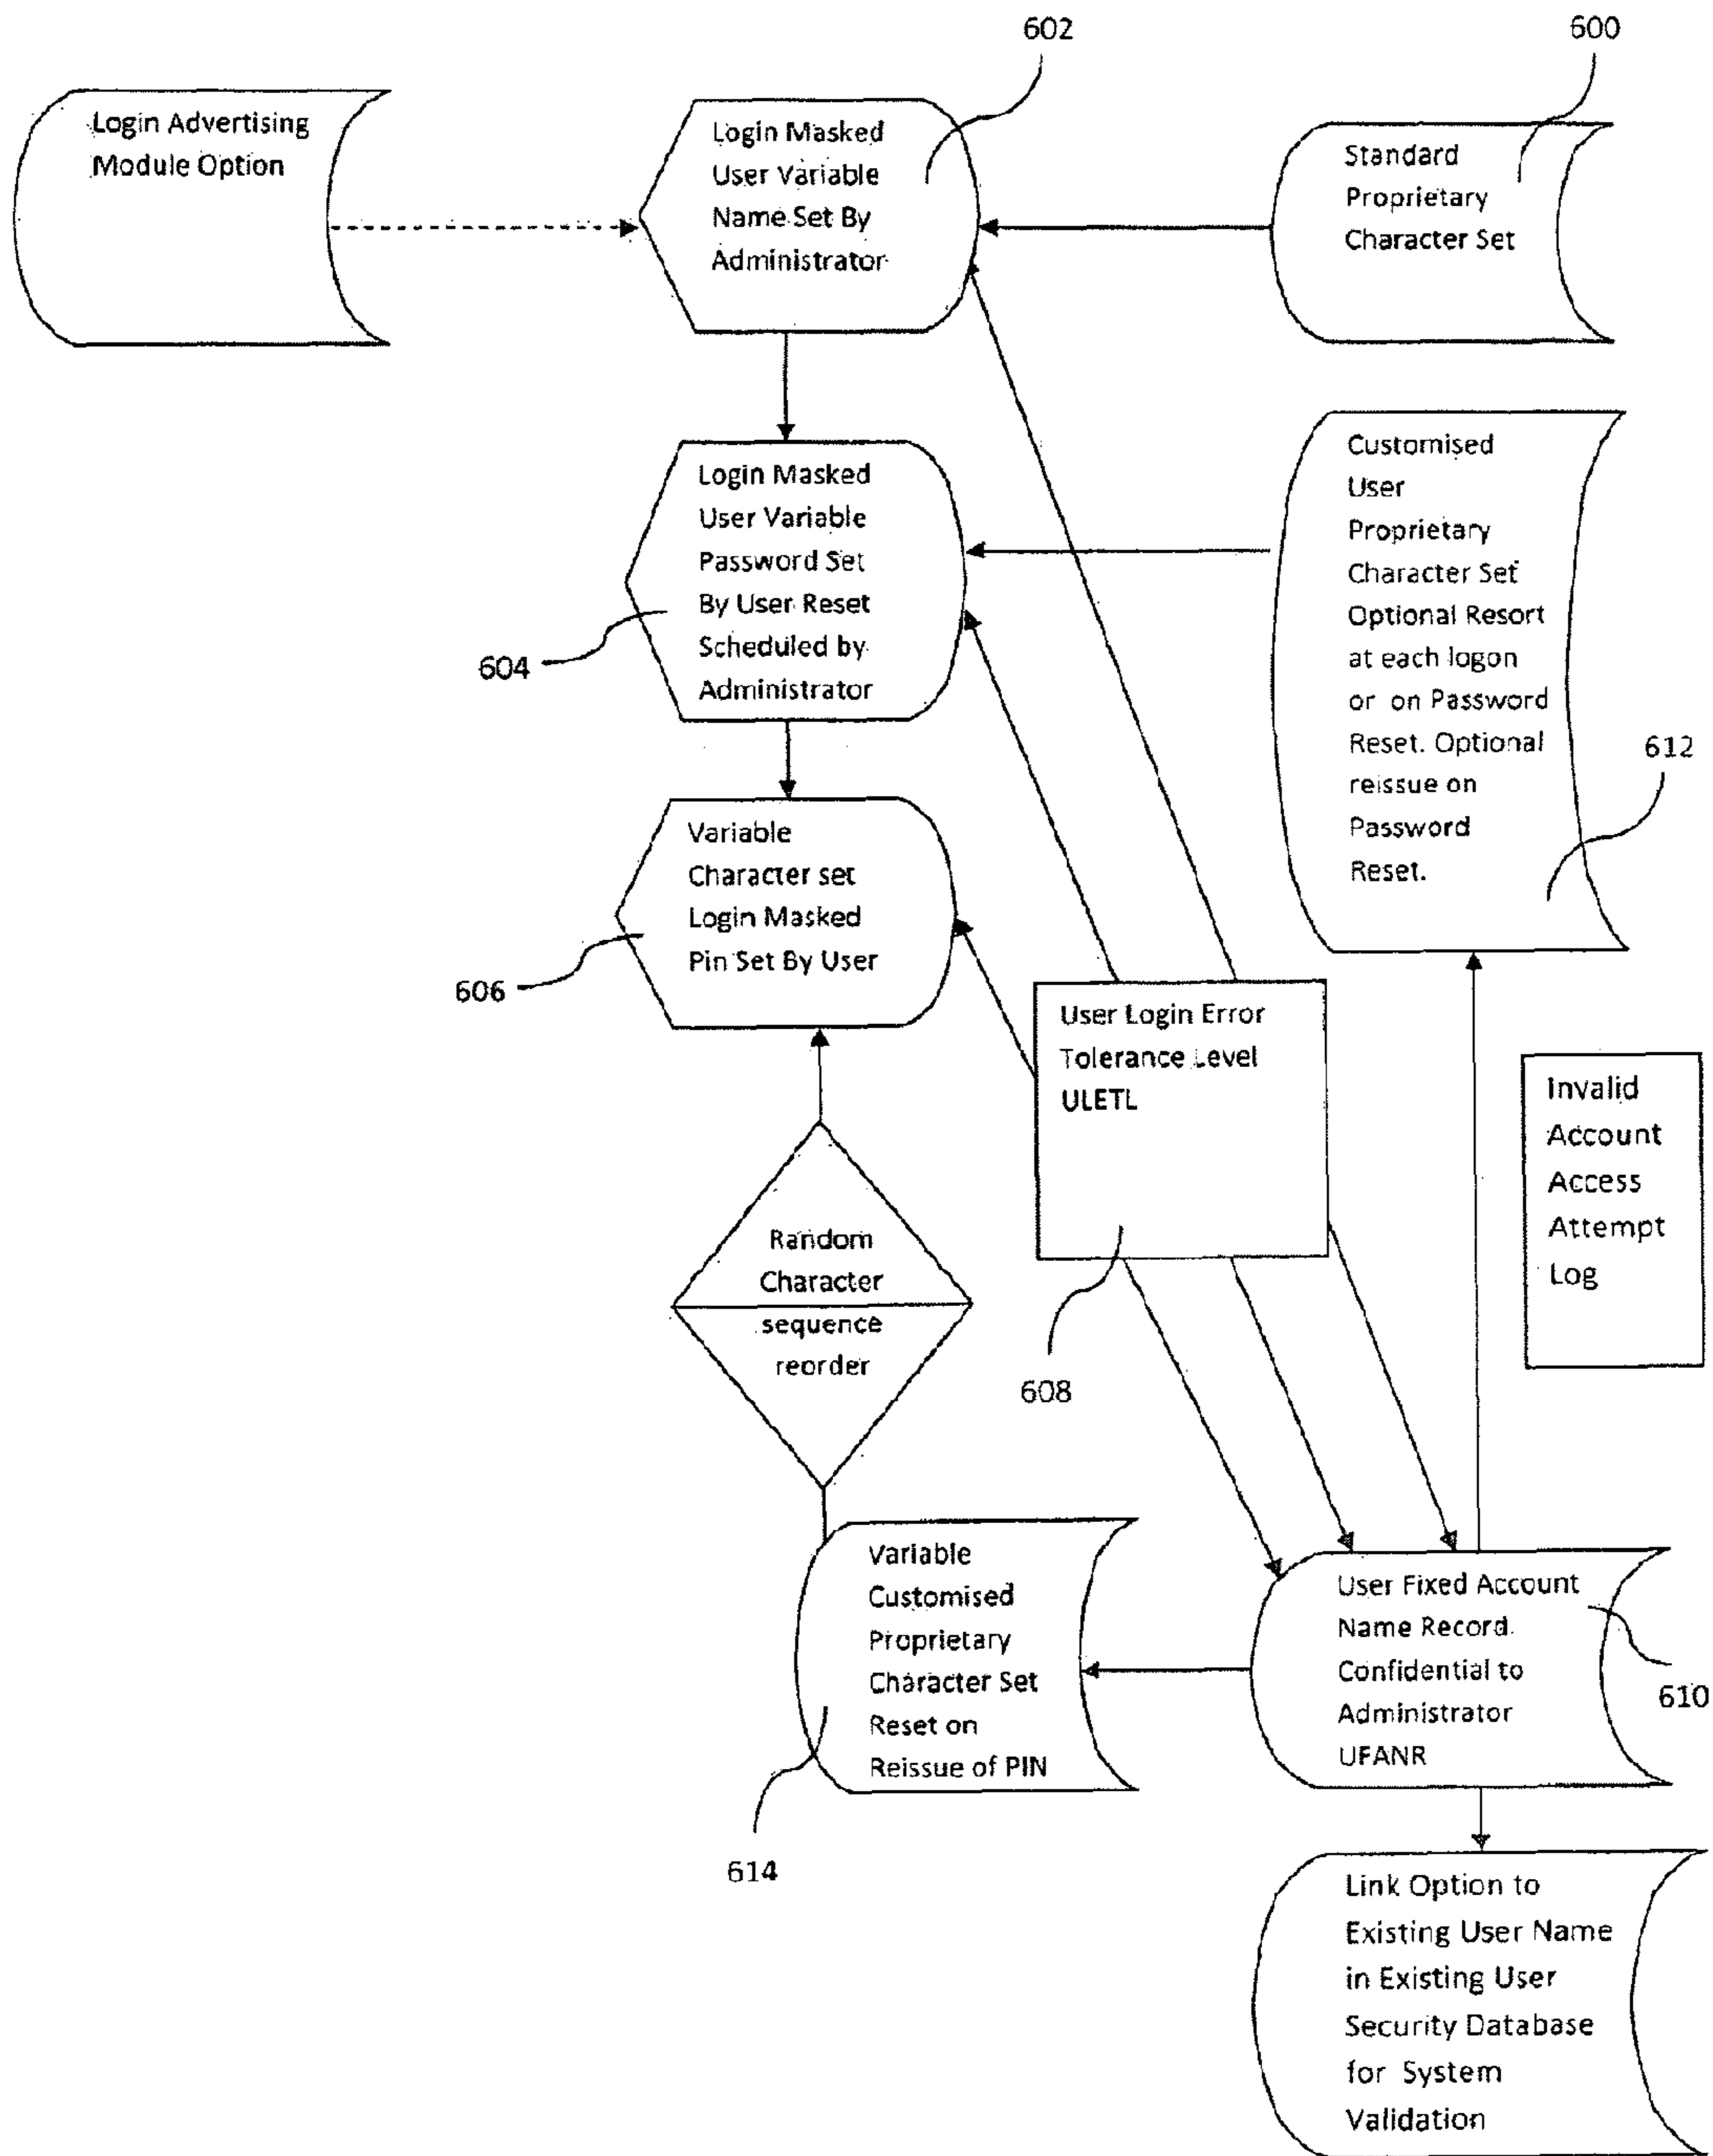 602
600
Login Advertising
Module Option
Login Masked
User Variable
Name Set By
Administrator
Standard
Proprietary
Character Set
Login Masked
User Variable
Password Set
By User Reset
Scheduled by
Administrator
604
Customised
User
Proprietary
Character Set
Optional Resort
at each logon
or on Password
Reset. Optional
reissue on
Password
Reset.
612
Variable
Character set
Login Masked
Pin Set By User
606
User Login Error
Tolerance Level
ULETL
608
Invalid
Account
Access
Attempt
Log
Random
Character
sequence
reorder
Variable
Customised
Proprietary
Character Set
Reset on
Reissue of PIN
614
User Fixed Account
Name Record
Confidential to
Administrator
UFANR
610
Link Option to
Existing User Name
in Existing User
Security Database
for System
Validation